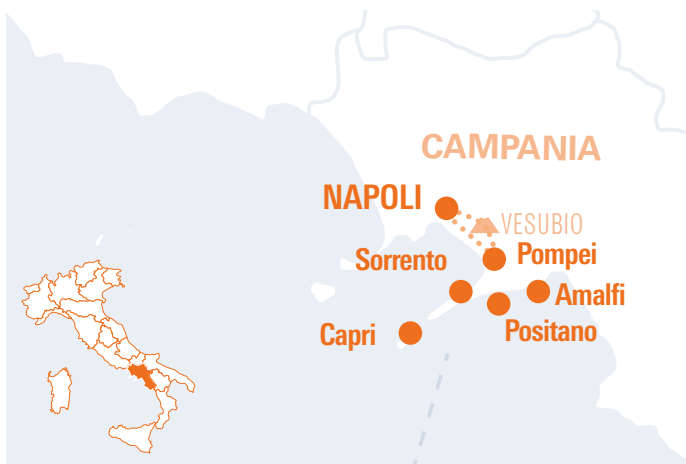 CAMPANIA
NAPOLI
VESUBIO
Pompei
Sorrento
Amalfi
Positano
Capri